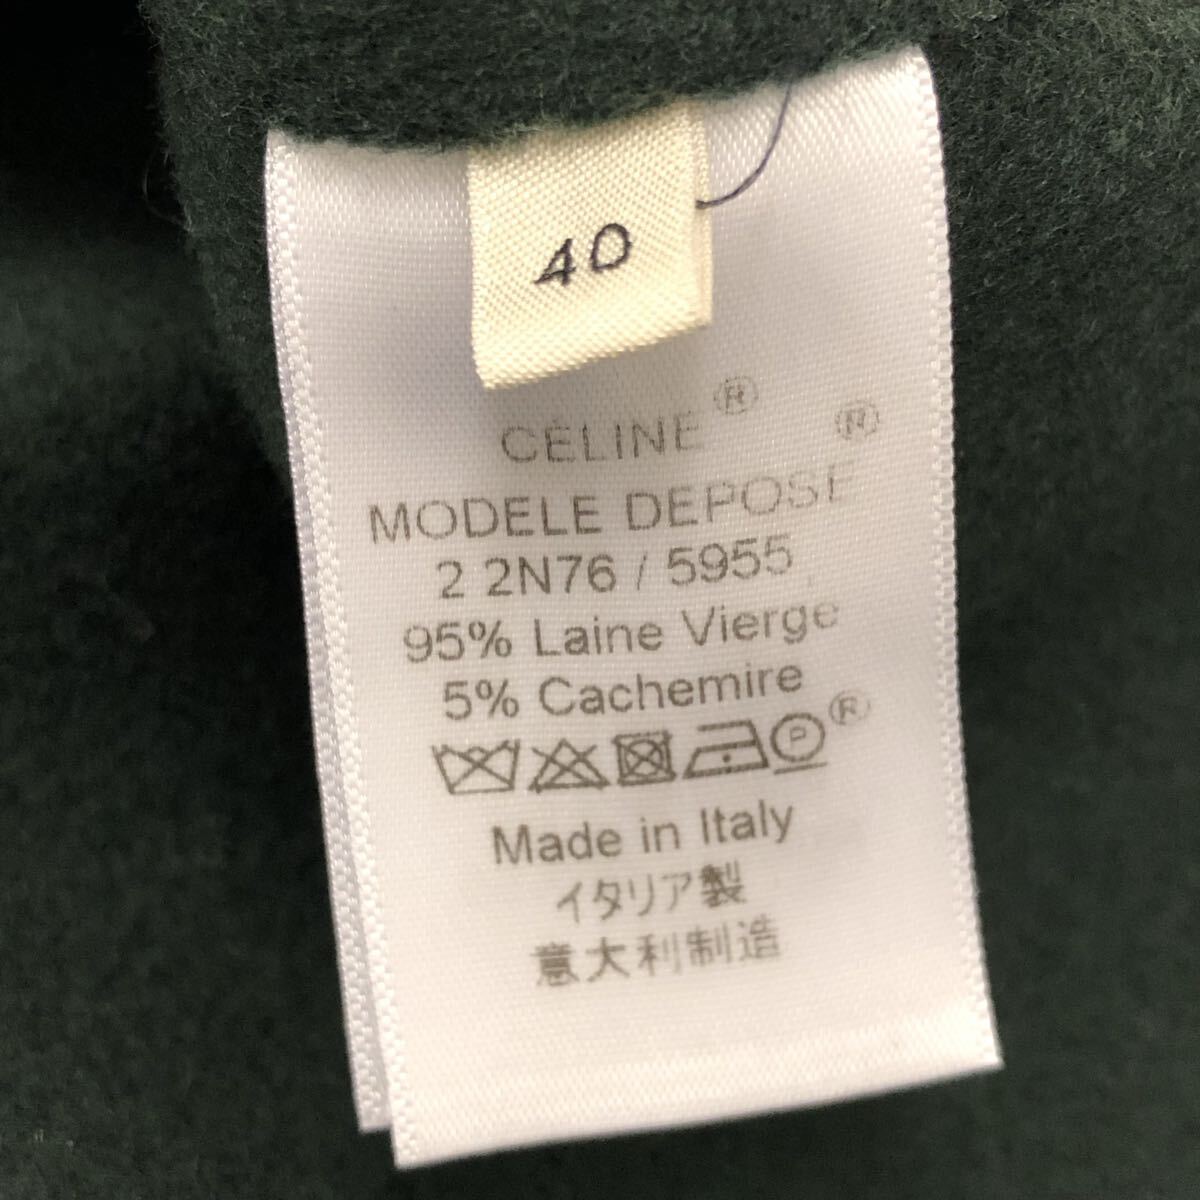 40
CÉLINE ®
®
MODELE DEPOSE
2 2N76 / 5955
95% Laine Vierge
5% Cachemire
P ®
Made in Italy
イタリア製
意大利制造